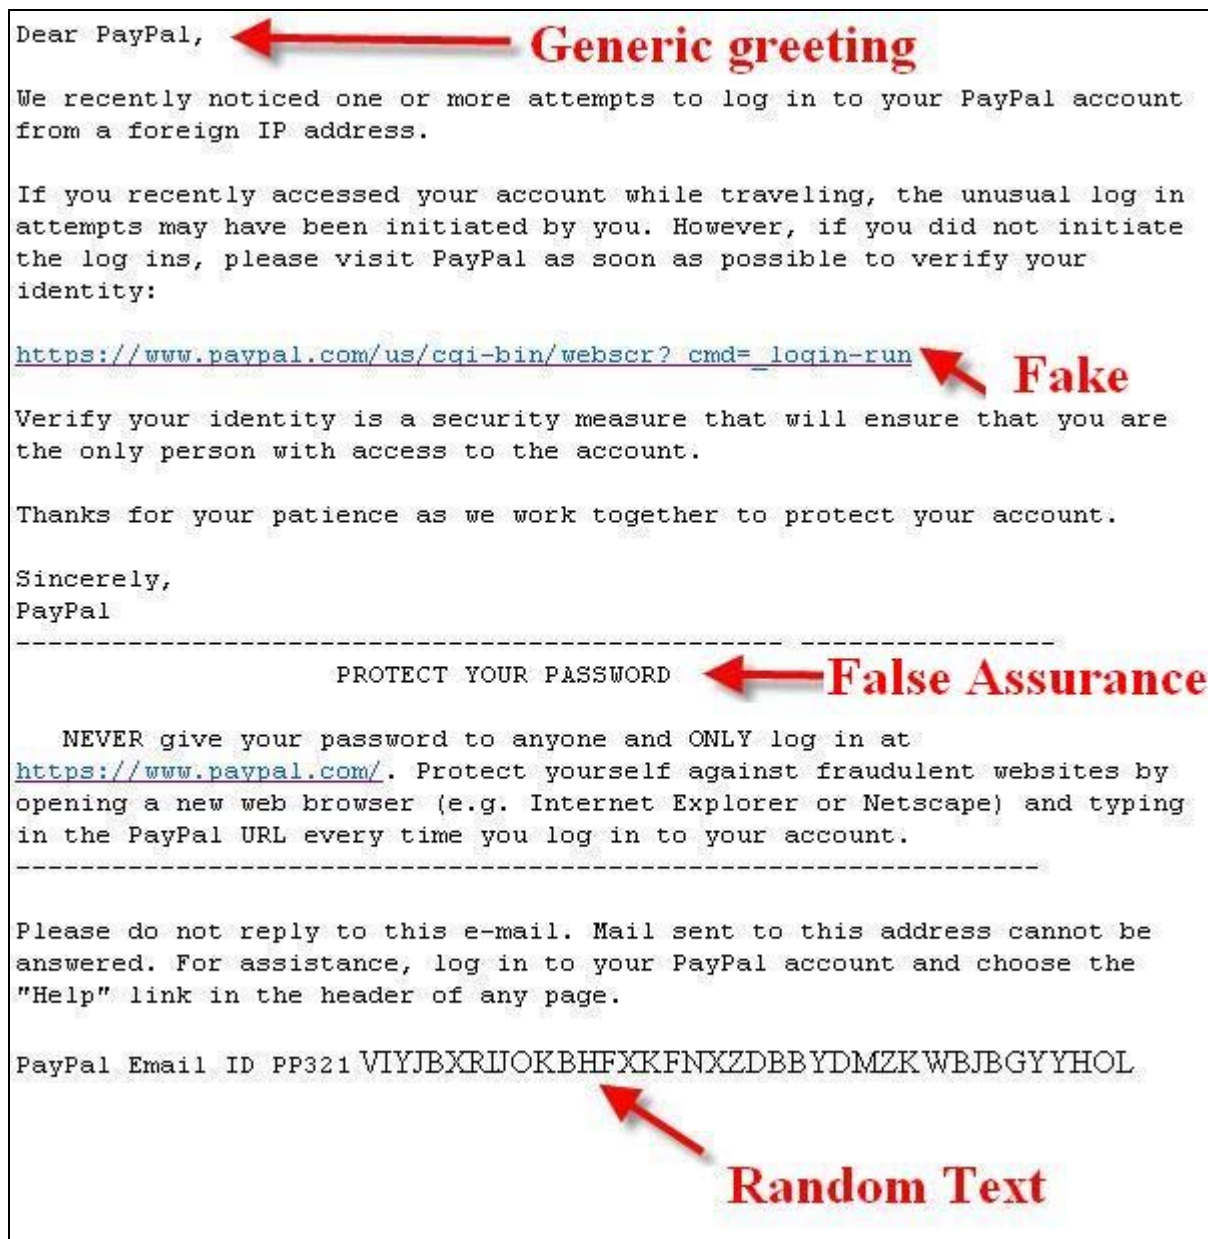 Dear PayPal,
Generic greeting
We recently noticed one or more attempts to log in to your PayPal account
from a foreign IP address.
If you recently accessed your account while traveling, the unusual log in
attempts may have been initiated by you. However, if you did not initiate
the log ins, please visit PayPal as soon as possible to verify your
identity:
https://www.paypal.com/us/cgi-bin/webscr? cmd=_login-run
Fake
Verify your identity is a security measure that will ensure that you are
the only person with access to the account.
Thanks for your patience as we work together to protect your account.
Sincerely,
PayPal
----------------------------------------------------------------
PROTECT YOUR PASSWORD
False Assurance
NEVER give your password to anyone and ONLY log in at
https://www.paypal.com/. Protect yourself against fraudulent websites by
opening a new web browser (e.g. Internet Explorer or Netscape) and typing
in the PayPal URL every time you log in to your account.
----------------------------------------------------------------
Please do not reply to this e-mail. Mail sent to this address cannot be
answered. For assistance, log in to your PayPal account and choose the
"Help" link in the header of any page.
PayPal Email ID PP321 VIYJBXRIJOKBHFXKFNXZDBBYDMZKWBJBGYYHOL
Random Text